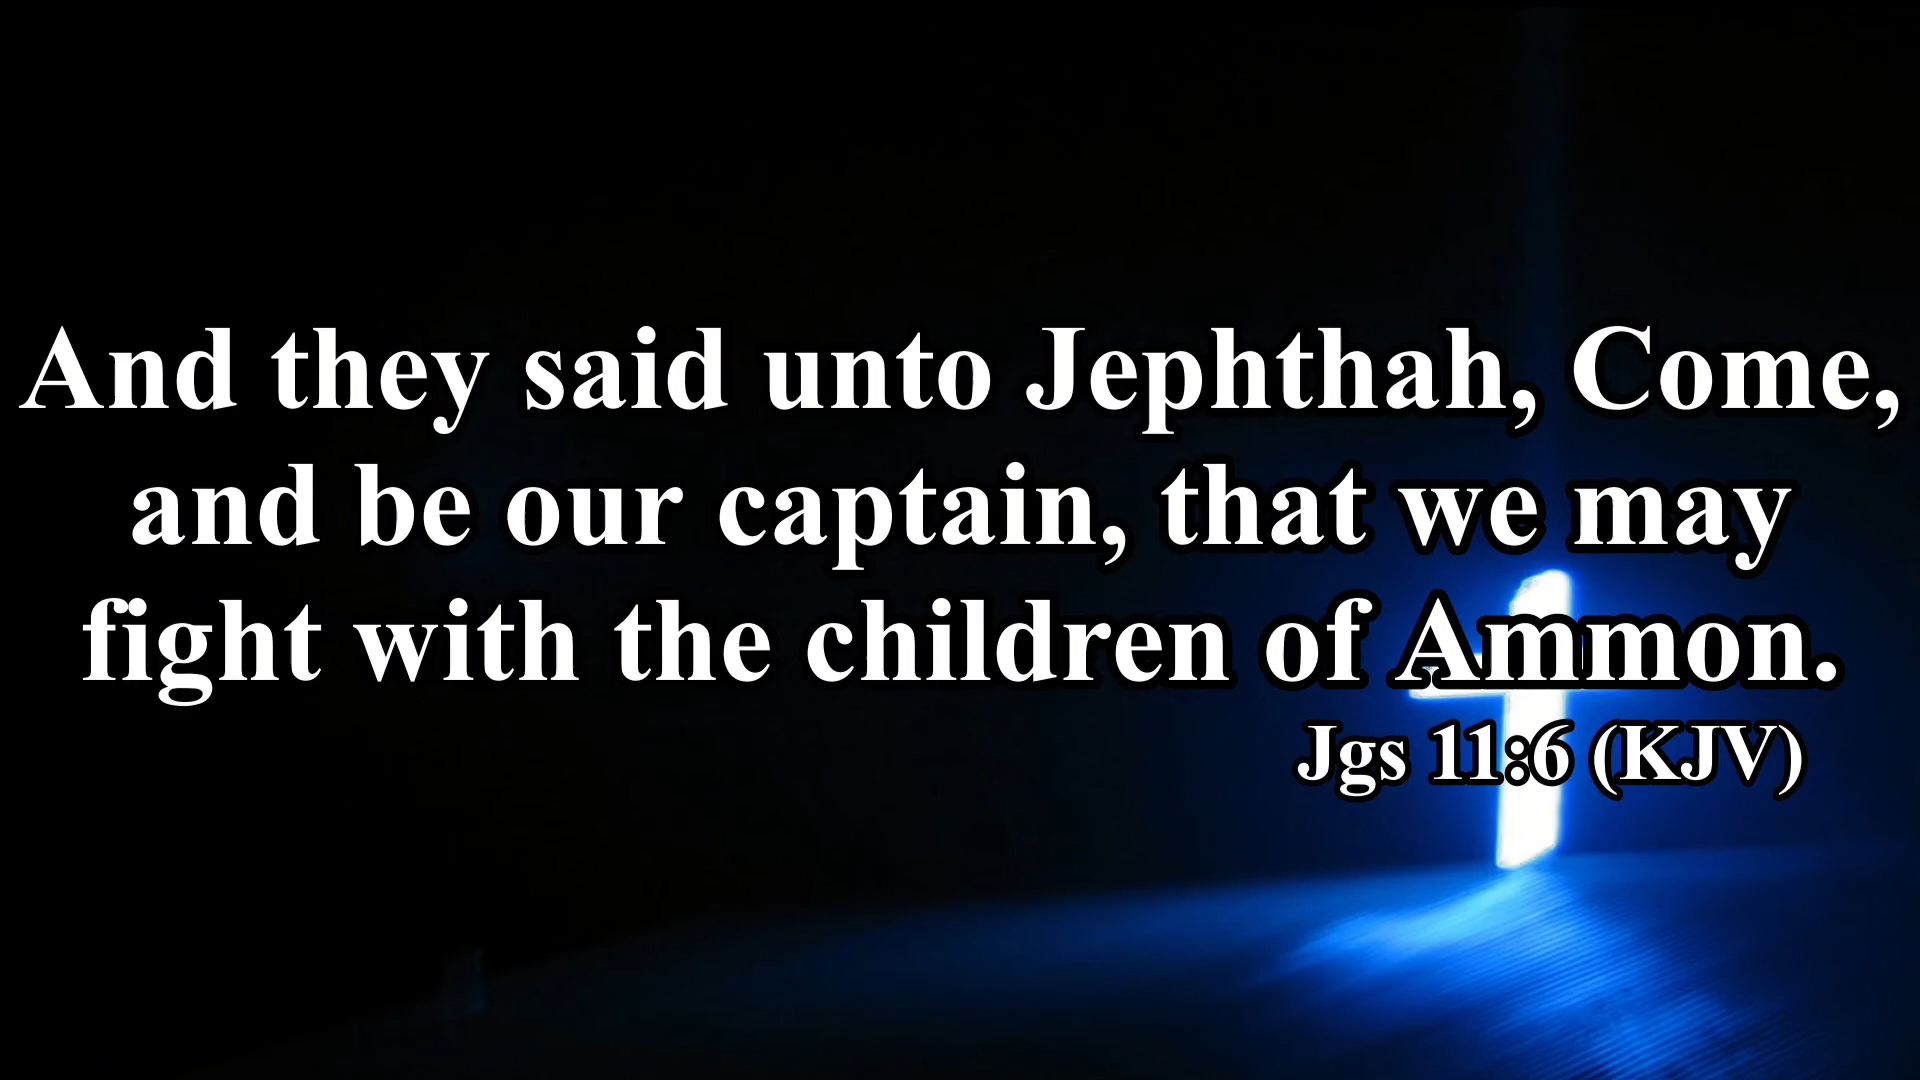 And they said unto Jephthah, Come,
and be our captain, that we may
fight with the children of Ammon.
Jgs 11:6 (KJV)